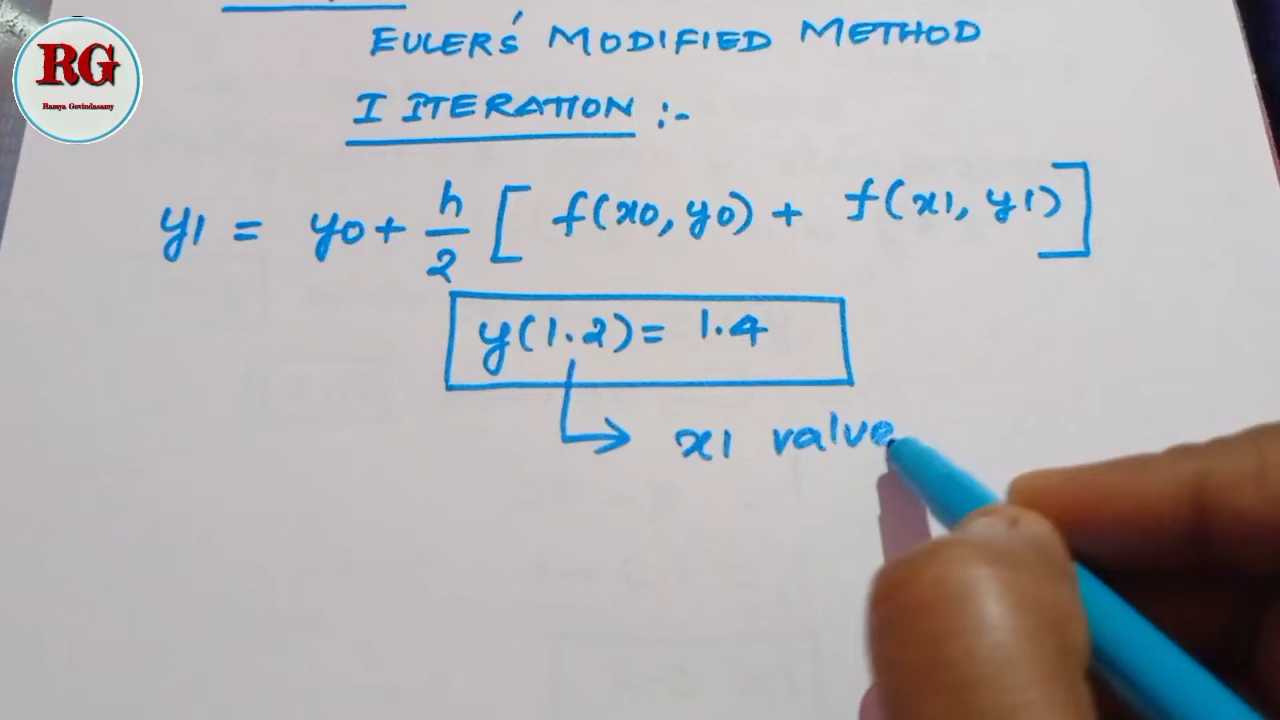 RG
Ramya Govindasamy
EULER'S MODIFIED METHOD
I ITERATION :-
y1 = y0 + h/2 [ f(x0, y0) + f(x1, y1) ]
y(1.2) = 1.4
x1 value